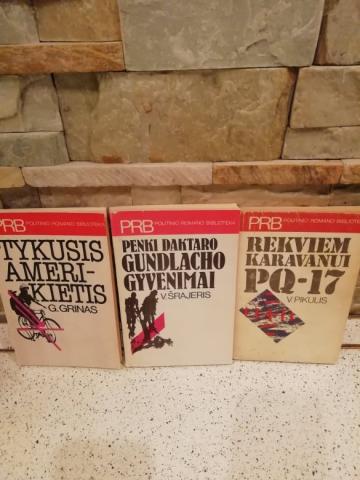 PRB POLITINIO ROMANO BIBLIOTEKA
TYKUSIS
AMERI-
KIETIS
G. GRINAS
PRB POLITINIO ROMANO BIBLIOTEKA
PENKI DAKTARO
GUNDLACHO
GYVENIMAI
V. ŠRAJERIS
PRB POLITINIO ROMANO BIBLIOTEKA
REKVIEM
KARAVANUI
PQ-17
V. PIKULIS